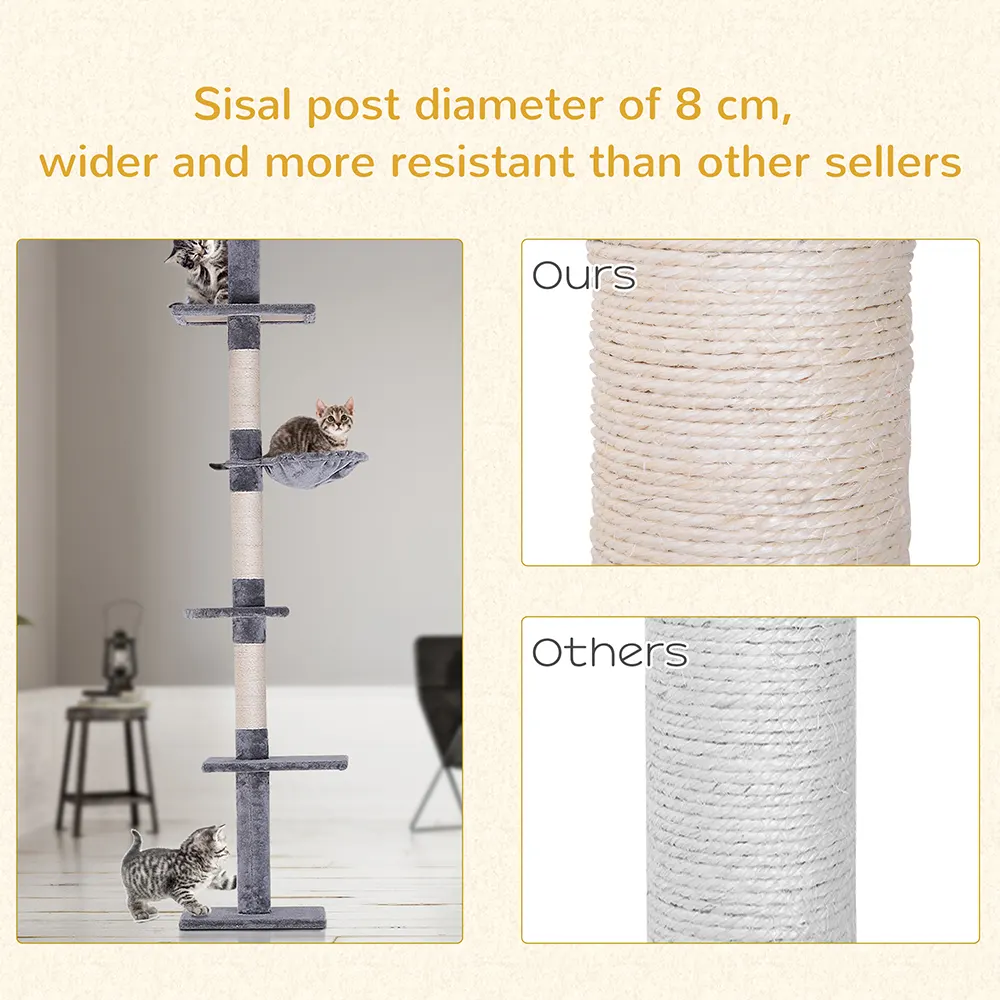 Sisal post diameter of 8 cm,
wider and more resistant than other sellers
Ours
Others